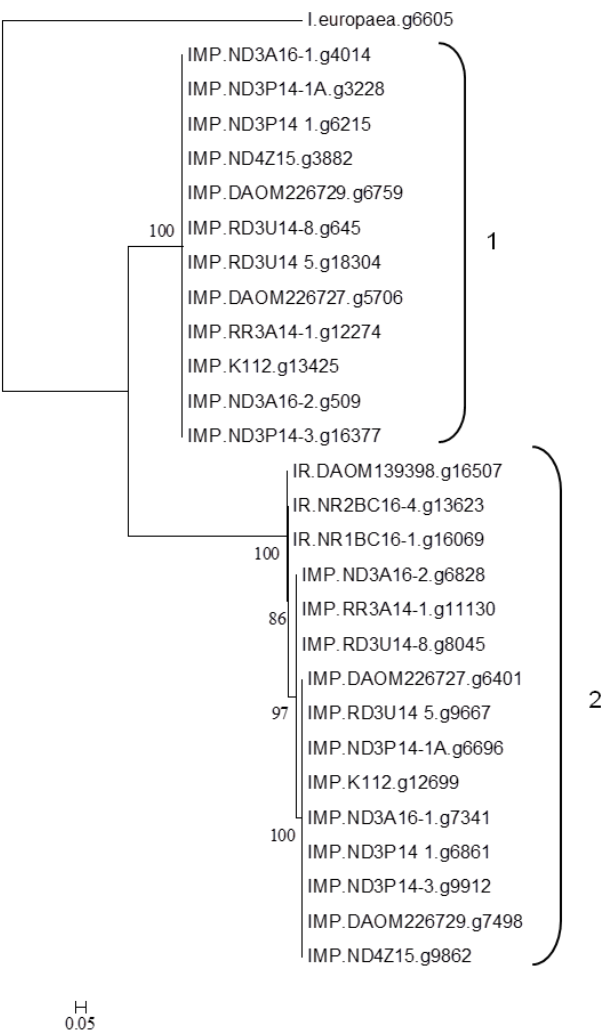 I.europaea.g6605
IMP.ND3A16-1.g4014
IMP.ND3P14-1A.g3228
IMP.ND3P14 1.g6215
IMP.ND4Z15.g3882
IMP.DAOM226729.g6759
100
IMP.RD3U14-8.g645
1
IMP.RD3U14 5.g18304
IMP.DAOM226727.g5706
IMP.RR3A14-1.g12274
IMP.K112.g13425
IMP.ND3A16-2.g509
IMP.ND3P14-3.g16377
IR.DAOM139398.g16507
IR.NR2BC16-4.g13623
IR.NR1BC16-1.g16069
100
IMP.ND3A16-2.g6828
IMP.RR3A14-1.g11130
86
IMP.RD3U14-8.g8045
IMP.DAOM226727.g6401
2
97
IMP.RD3U14 5.g9667
IMP.ND3P14-1A.g6696
IMP.K112.g12699
IMP.ND3A16-1.g7341
100
IMP.ND3P14 1.g6861
IMP.ND3P14-3.g9912
IMP.DAOM226729.g7498
IMP.ND4Z15.g9862
0.05